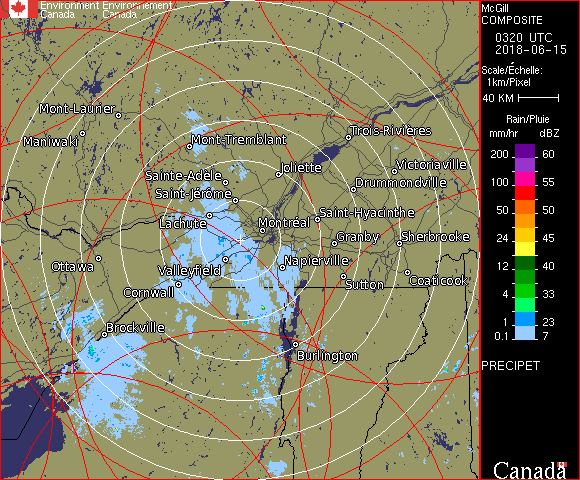 Environment Environnement
Canada Canada
McGill
COMPOSITE
0320 UTC
2018-06-15
Scale/Échelle:
1km/Pixel
40 KM
Rain/Pluie
mm/hr dBZ
200 60
65
100 55
50 50
24 45
12 40
4 33
1 23
0.1 7
PRECIPET
Canada
Mont-Laurier
Maniwaki
Mont-Tremblant
Trois-Rivières
Sainte-Adèle
Joliette
Victoriaville
Saint-Jérôme
Drummondville
Lachute
Saint-Hyacinthe
Montréal
Ottawa
Granby
Sherbrooke
Valleyfield
Napierville
Cornwall
Sutton
Coaticook
Brockville
Burlington